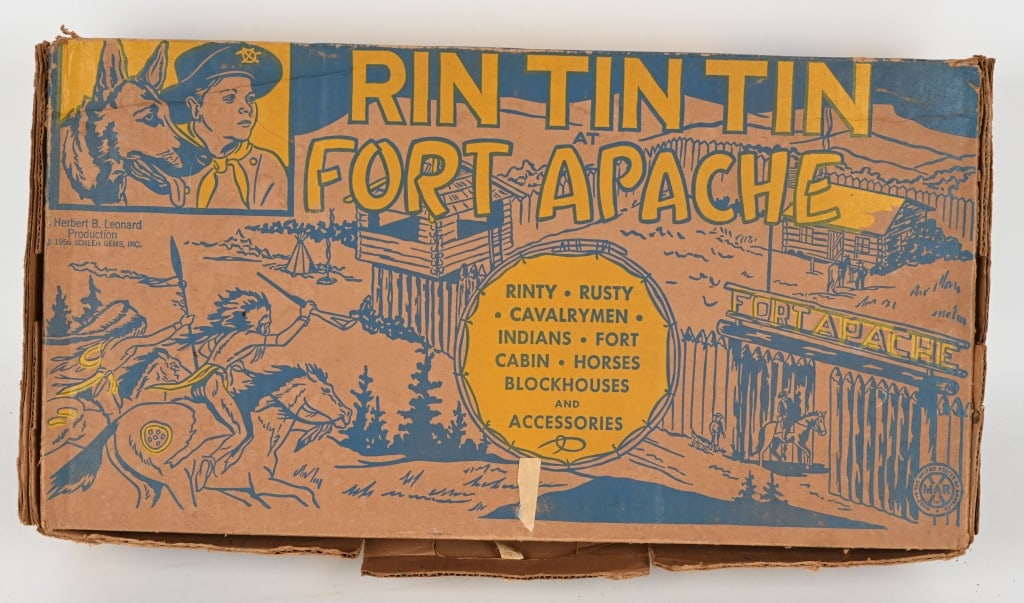 RIN TIN TIN
AT
FORT APACHE
Herbert B. Leonard
Production
SCREEN GEMS, INC.
RINTY • RUSTY
• CAVALRYMEN •
INDIANS • FORT
CABIN • HORSES
BLOCKHOUSES
AND
ACCESSORIES
FORT APACHE
MAR